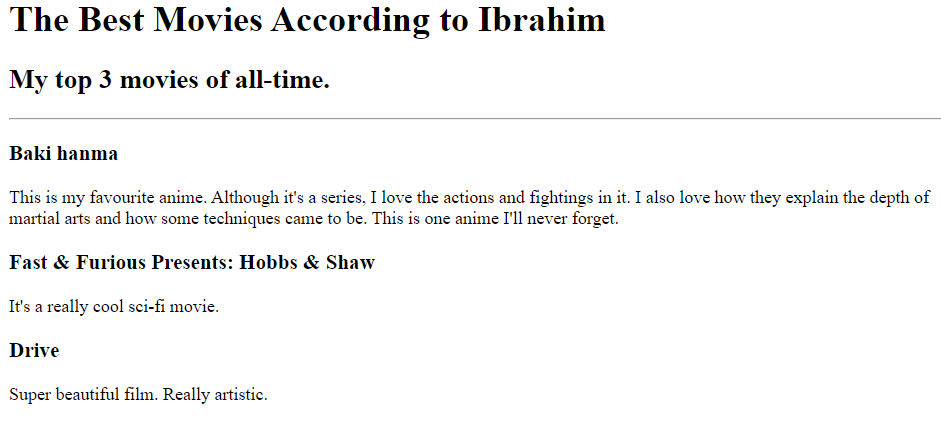 The Best Movies According to Ibrahim
My top 3 movies of all-time.
Baki hanma
This is my favourite anime. Although it's a series, I love the actions and fightings in it. I also love how they explain the depth of
martial arts and how some techniques came to be. This is one anime I'll never forget.
Fast & Furious Presents: Hobbs & Shaw
It's a really cool sci-fi movie.
Drive
Super beautiful film. Really artistic.